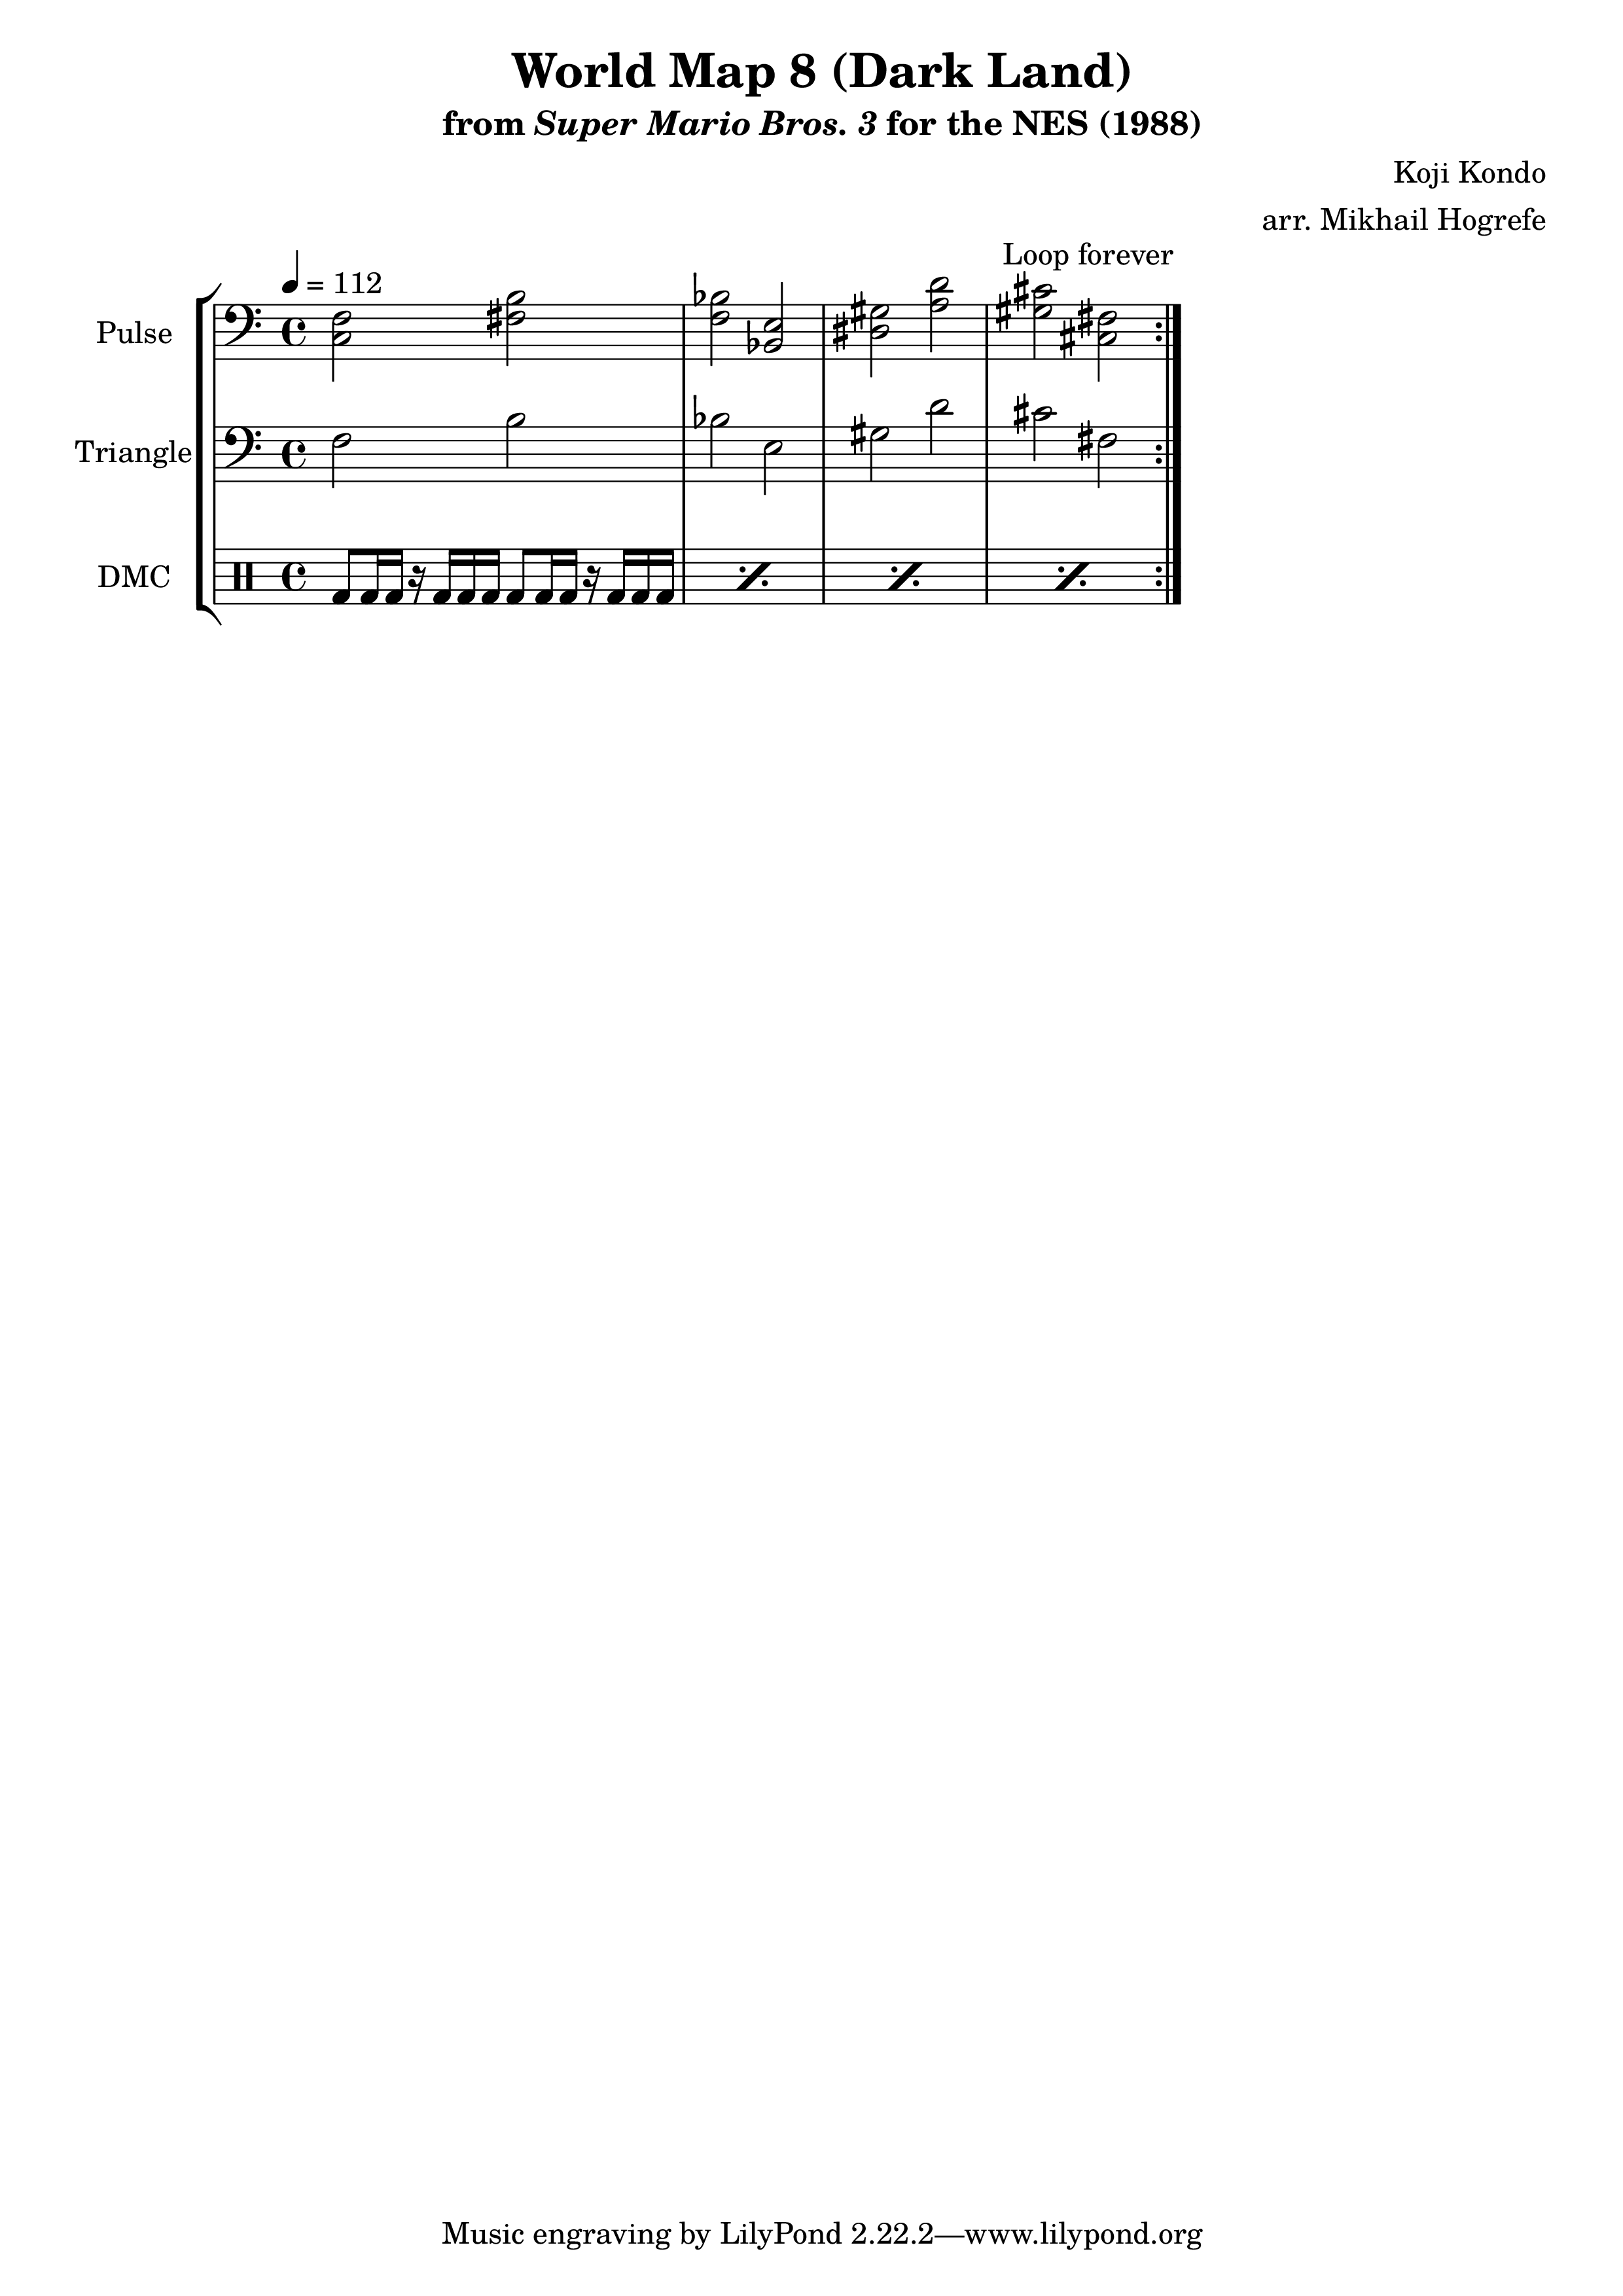 World Map 8 (Dark Land)
from Super Mario Bros. 3 for the NES (1988)
Koji Kondo
arr. Mikhail Hogrefe
Loop forever
= 112
Pulse
Triangle
DMC
Music engraving by LilyPond 2.22.2—www.lilypond.org